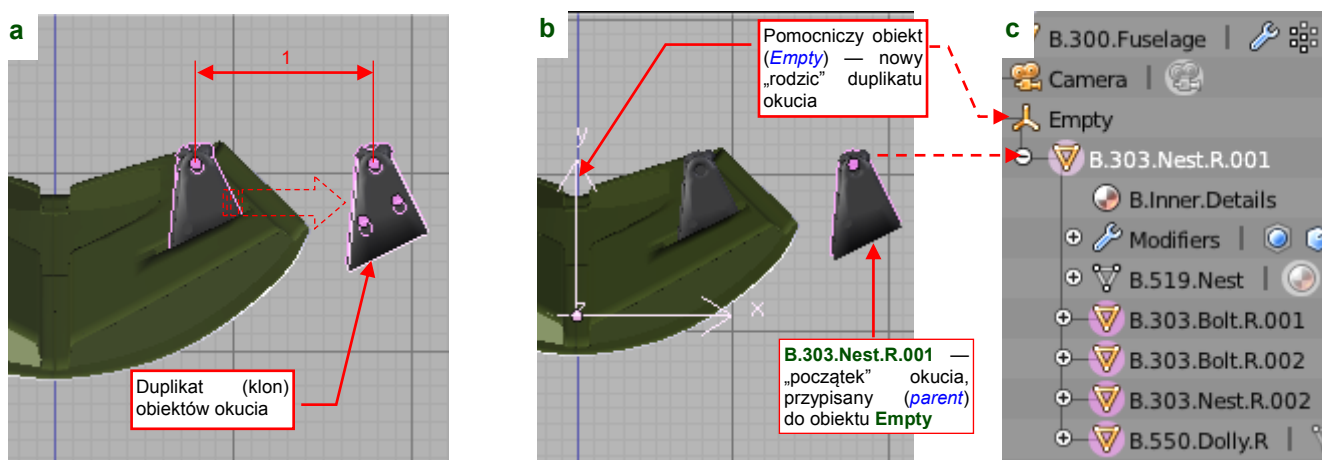 a
1
Duplikat (klon)
obiektów okucia
b
Pomocniczy obiekt
(Empty) — nowy
„rodzic” duplikatu
okucia
y
z
x
B.303.Nest.R.001 —
„początek” okucia,
przypisany (parent)
do obiektu Empty
c
B.300.Fuselage
Camera
Empty
B.303.Nest.R.001
B.Inner.Details
Modifiers
B.519.Nest
B.303.Bolt.R.001
B.303.Bolt.R.002
B.303.Nest.R.002
B.550.Dolly.R